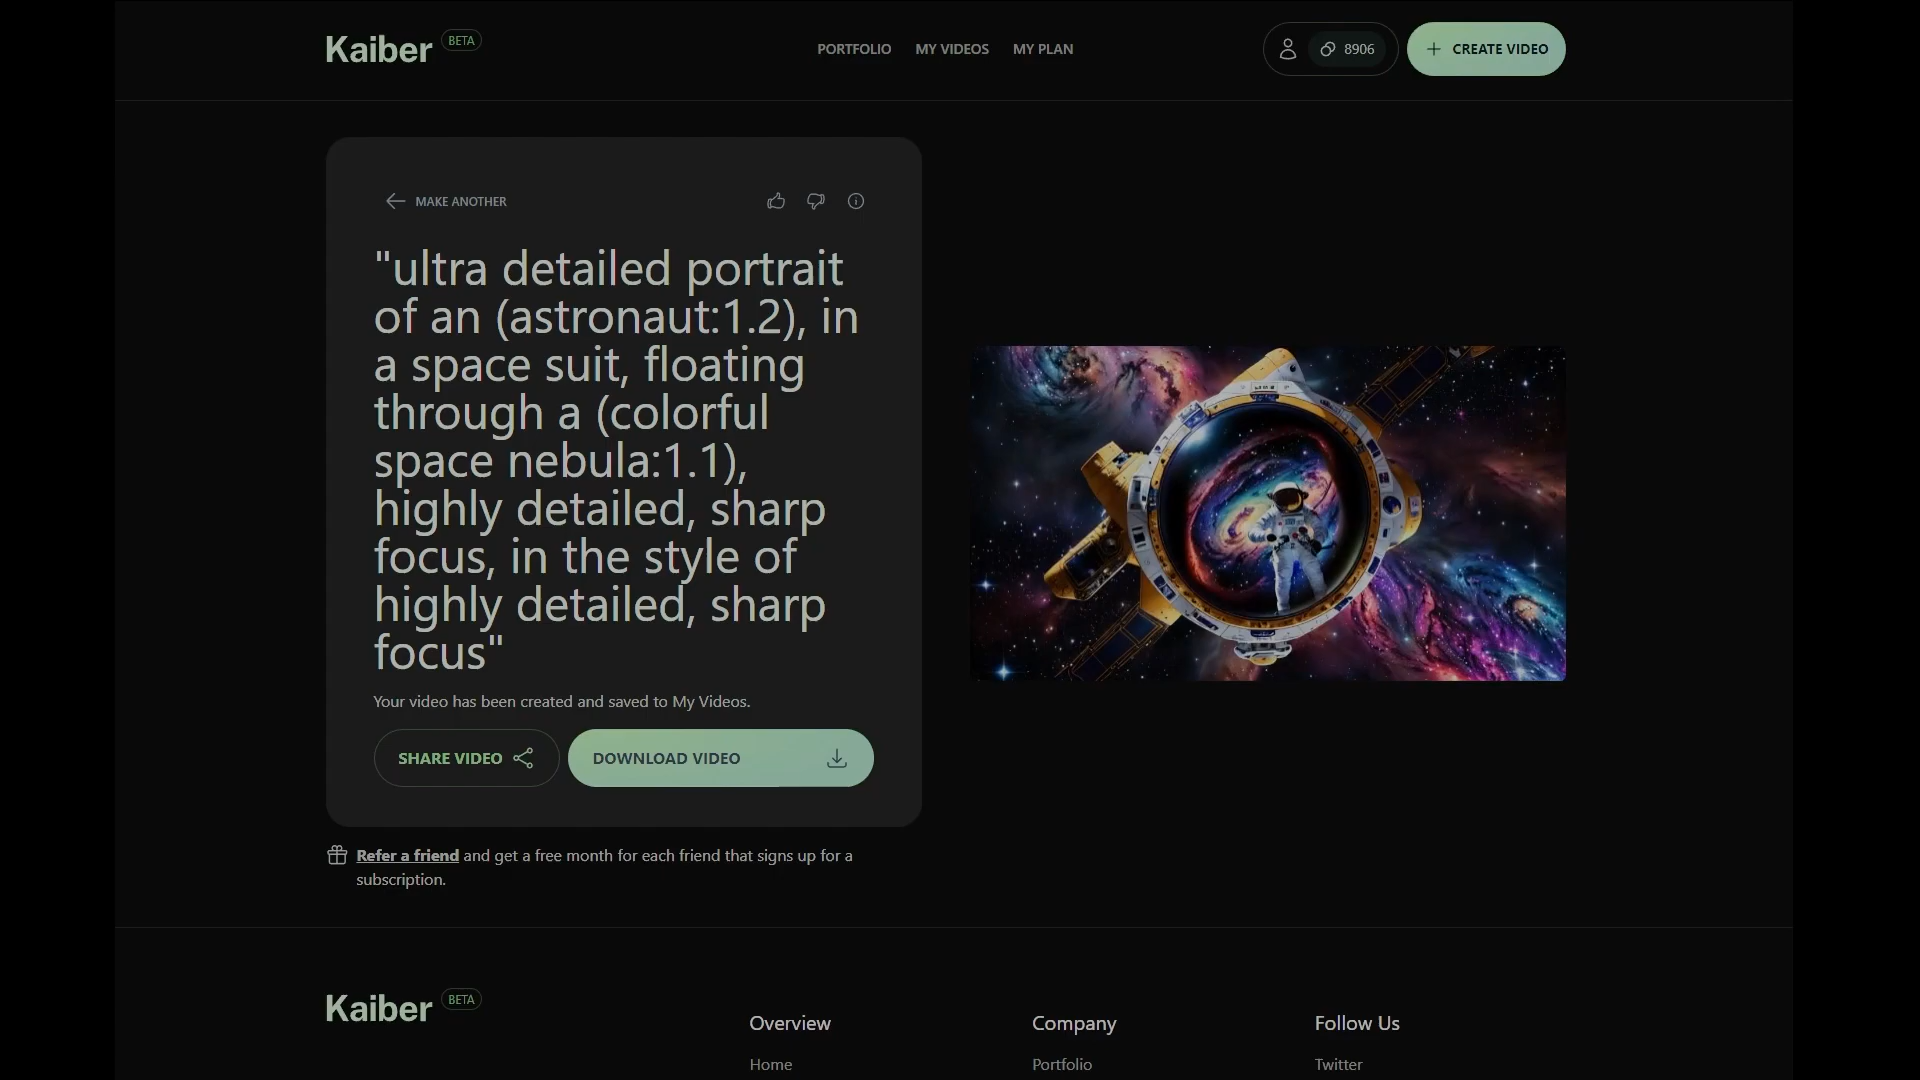 Kaiber BETA
PORTFOLIO MY VIDEOS MY PLAN
8906
CREATE VIDEO
MAKE ANOTHER
"ultra detailed portrait
of an (astronaut:1.2), in
a space suit, floating
through a (colorful
space nebula:1.1),
highly detailed, sharp
focus, in the style of
highly detailed, sharp
focus"
Your video has been created and saved to My Videos.
SHARE VIDEO
DOWNLOAD VIDEO
Refer a friend and get a free month for each friend that signs up for a
subscription.
Kaiber BETA
Overview
Home
Company
Portfolio
Follow Us
Twitter